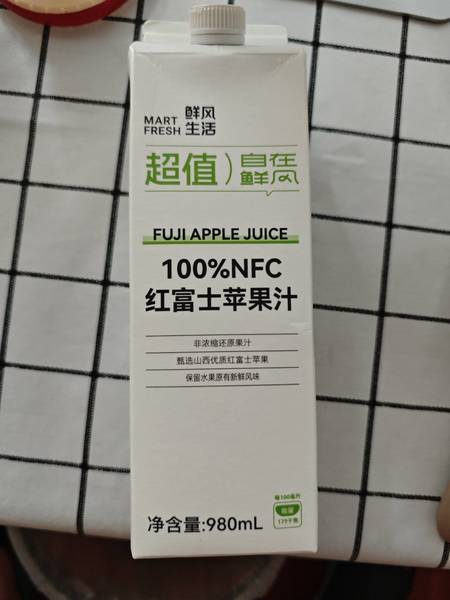 MART 鲜风
FRESH 生活
超值）自在
鲜风
FUJI APPLE JUICE
100%NFC
红富士苹果汁
非浓缩还原果汁
甄选山西优质红富士苹果
保留水果原有新鲜风味
每100毫升
能量
179千焦
净含量:980mL